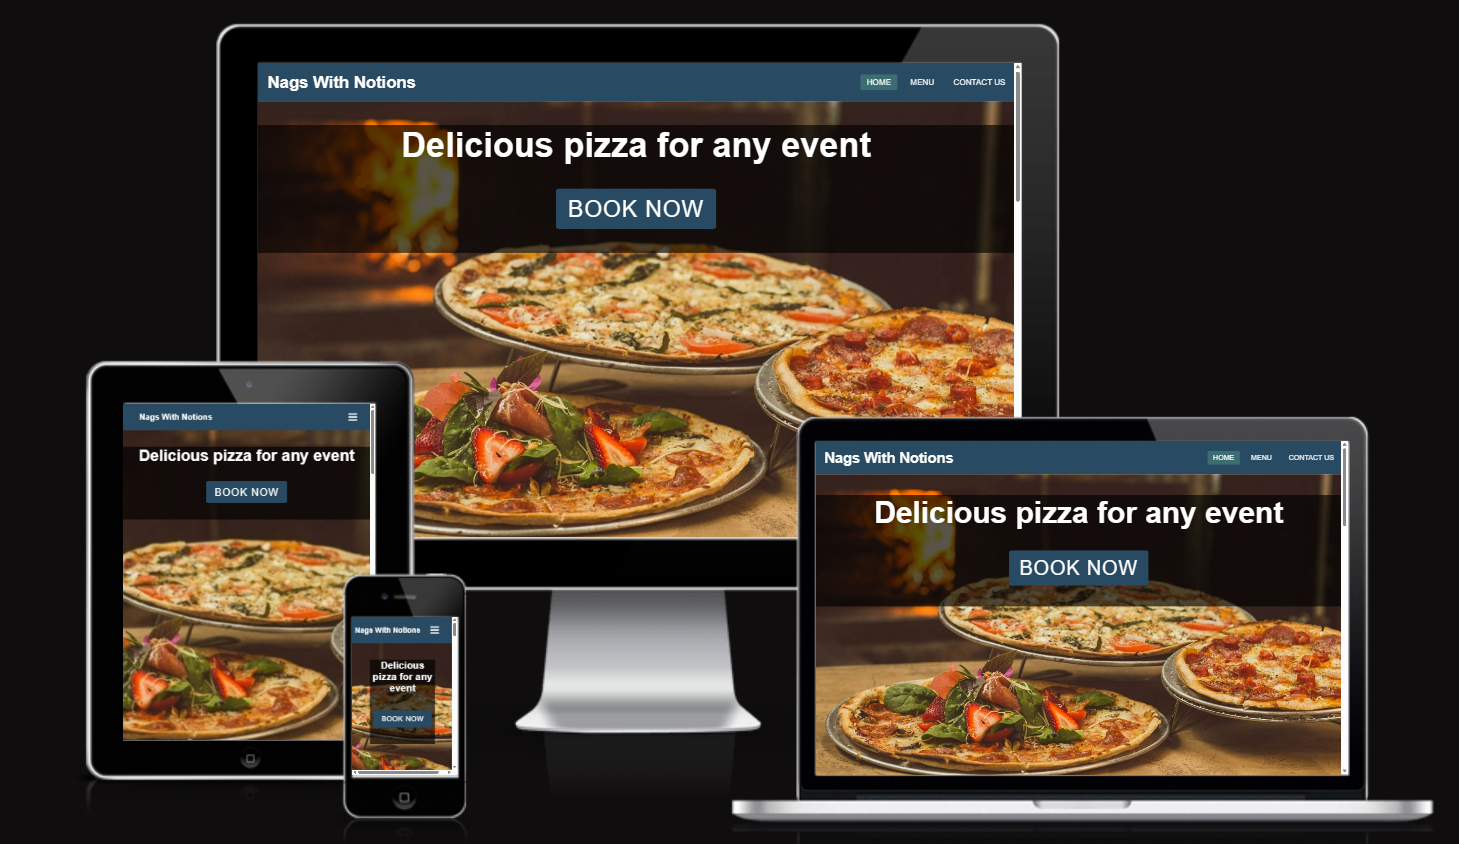 Nags With Notions
HOME MENU CONTACT US
Delicious pizza for any event
BOOK NOW
Nags With Notions
Delicious pizza for any event
BOOK NOW
Nags With Notions
Delicious
pizza for any
event
BOOK NOW
Nags With Notions
HOME MENU CONTACT US
Delicious pizza for any event
BOOK NOW